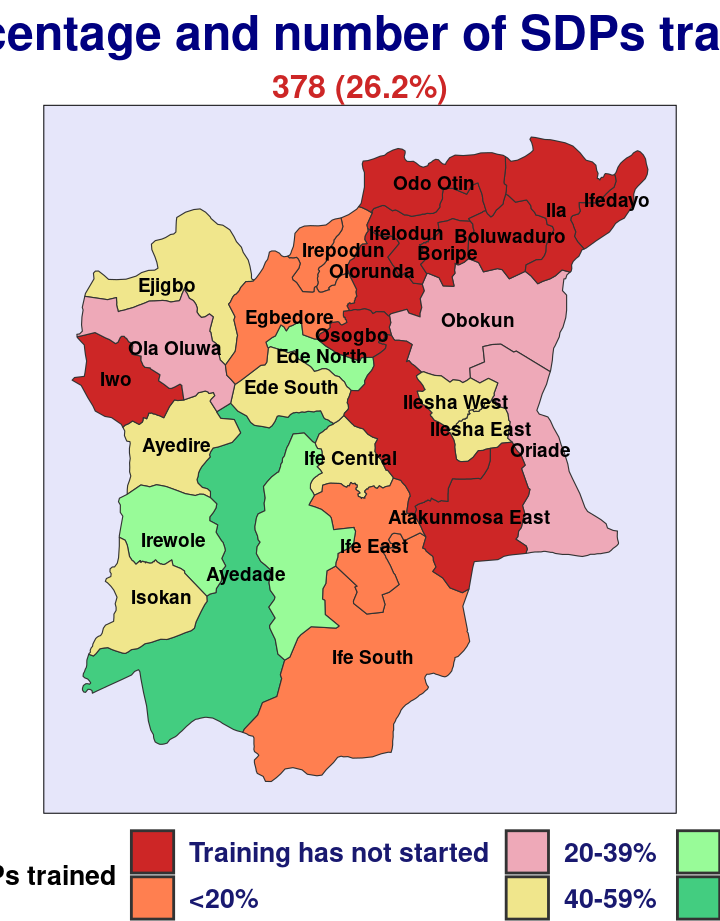 centage and number of SDPs tra
378 (26.2%)
Odo Otin
Ila
Ifedayo
Ifelodun
Boluwaduro
Irepodun
Boripe
Olorunda
Ejigbo
Egbedore
Obokun
Osogbo
Ola Oluwa
Ede North
Iwo
Ede South
Ilesha West
Ilesha East
Ayedire
Oriade
Ife Central
Atakunmosa East
Irewole
Ife East
Ayedade
Isokan
Ife South
Training has not started
20-39%
Ps trained
<20%
40-59%